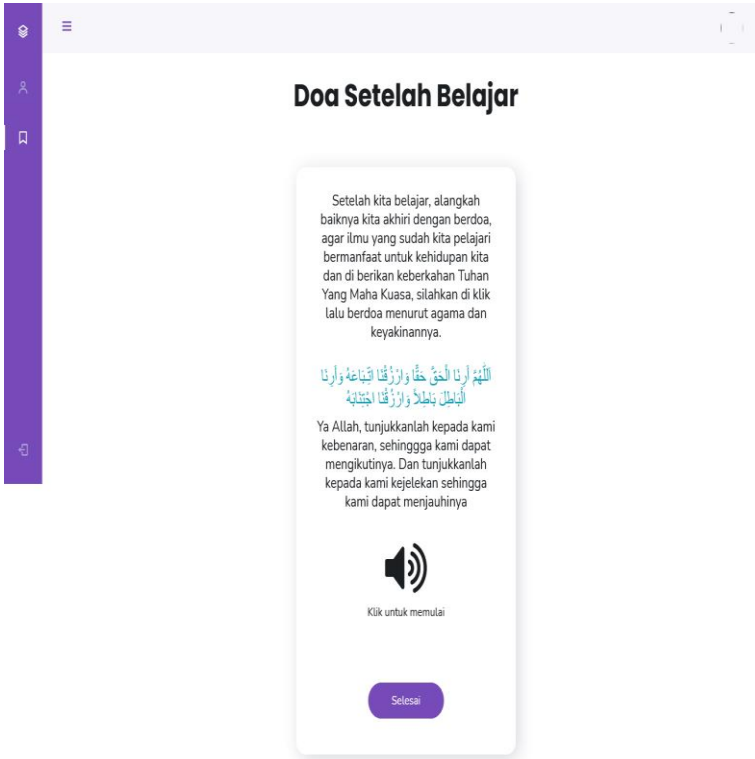 Doa Setelah Belajar
Setelah kita belajar, alangkah
baiknya kita akhiri dengan berdoa,
agar ilmu yang sudah kita pelajari
bermanfaat untuk kehidupan kita
dan di berikan keberkahan Tuhan
Yang Maha Kuasa, silahkan di klik
lalu berdoa menurut agama dan
keyakinannya.
اَللّٰهُمَّ أَرِنَا الْحَقَّ حَقًّا وَارْزُقْنَا اتِّبَاعَهُ وَأَرِنَا
الْبَاطِلَ بَاطِلاً وَارْزُقْنَا اجْتِنَابَهُ
Ya Allah, tunjukkanlah kepada kami
kebenaran, sehinggga kami dapat
mengikutinya. Dan tunjukkanlah
kepada kami kejelekan sehingga
kami dapat menjauhinya
Klik untuk memulai
Selesai